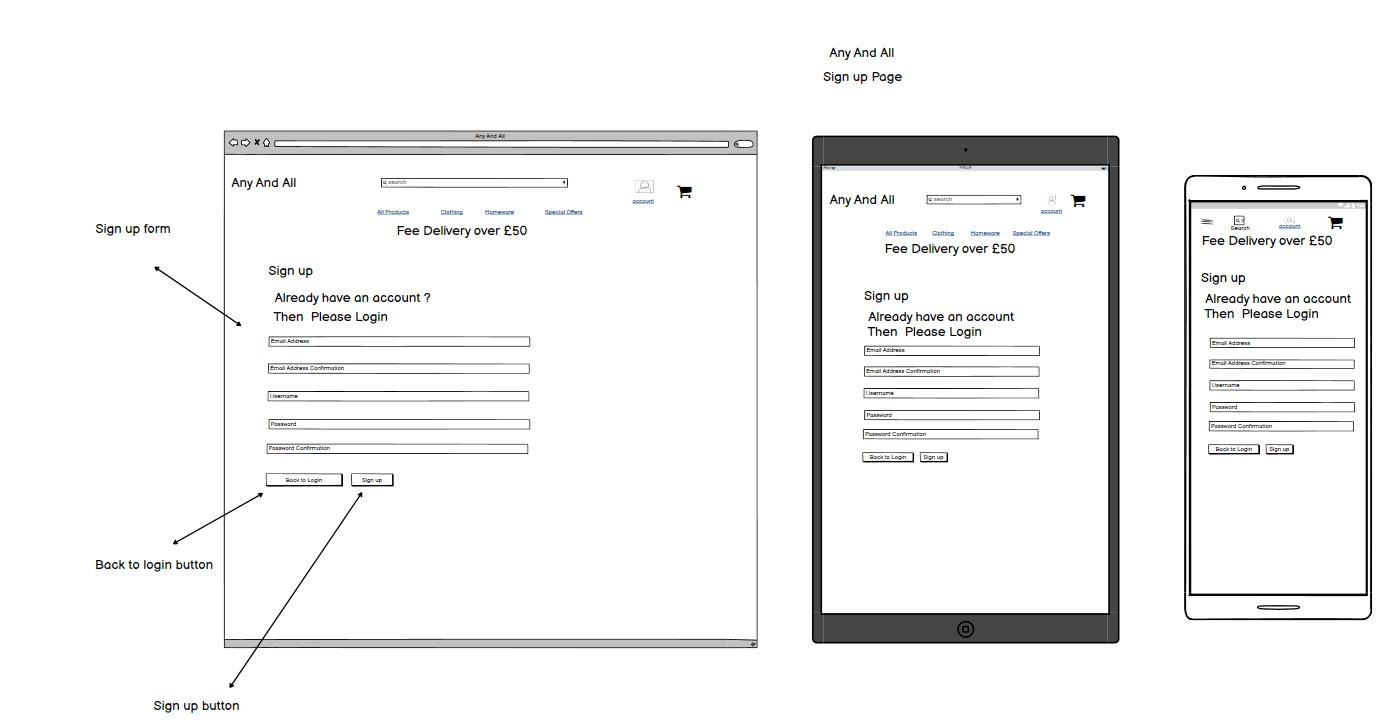 Any And All
Sign up Page
Any And All
Any And All
search
account
All Products
Clothing
Homeware
Special Offers
Fee Delivery over £50
Sign up
Already have an account ?
Then Please Login
Email Address
Email Address Confirmation
Username
Password
Password Confirmation
Back to Login
Sign up
Sign up form
Back to login button
Sign up button
Any And All
search
account
All Products
Clothing
Homeware
Special Offers
Fee Delivery over £50
Sign up
Already have an account
Then Please Login
Email Address
Email Address Confirmation
Username
Password
Password Confirmation
Back to Login
Sign up
Search
account
Fee Delivery over £50
Sign up
Already have an account
Then Please Login
Email Address
Email Address Confirmation
Username
Password
Password Confirmation
Back to Login
Sign up